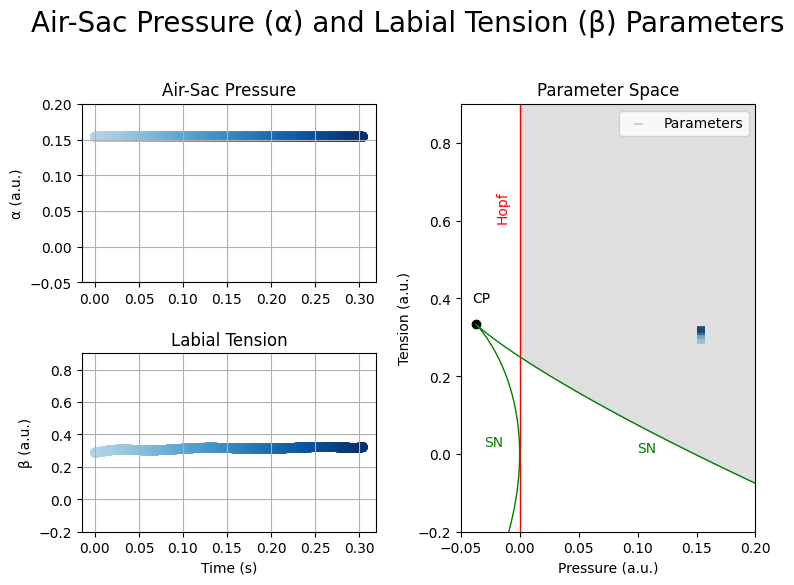 Air-Sac Pressure (α) and Labial Tension (β) Parameters
Air-Sac Pressure
α (a.u.)
0.20
0.15
0.10
0.05
0.00
−0.05
0.00 0.05 0.10 0.15 0.20 0.25 0.30
Labial Tension
β (a.u.)
0.8
0.6
0.4
0.2
0.0
−0.2
0.00 0.05 0.10 0.15 0.20 0.25 0.30
Time (s)
Parameter Space
Parameters
Tension (a.u.)
0.8
0.6
0.4
0.2
0.0
−0.2
Hopf
CP
SN
SN
−0.05 0.00 0.05 0.10 0.15 0.20
Pressure (a.u.)